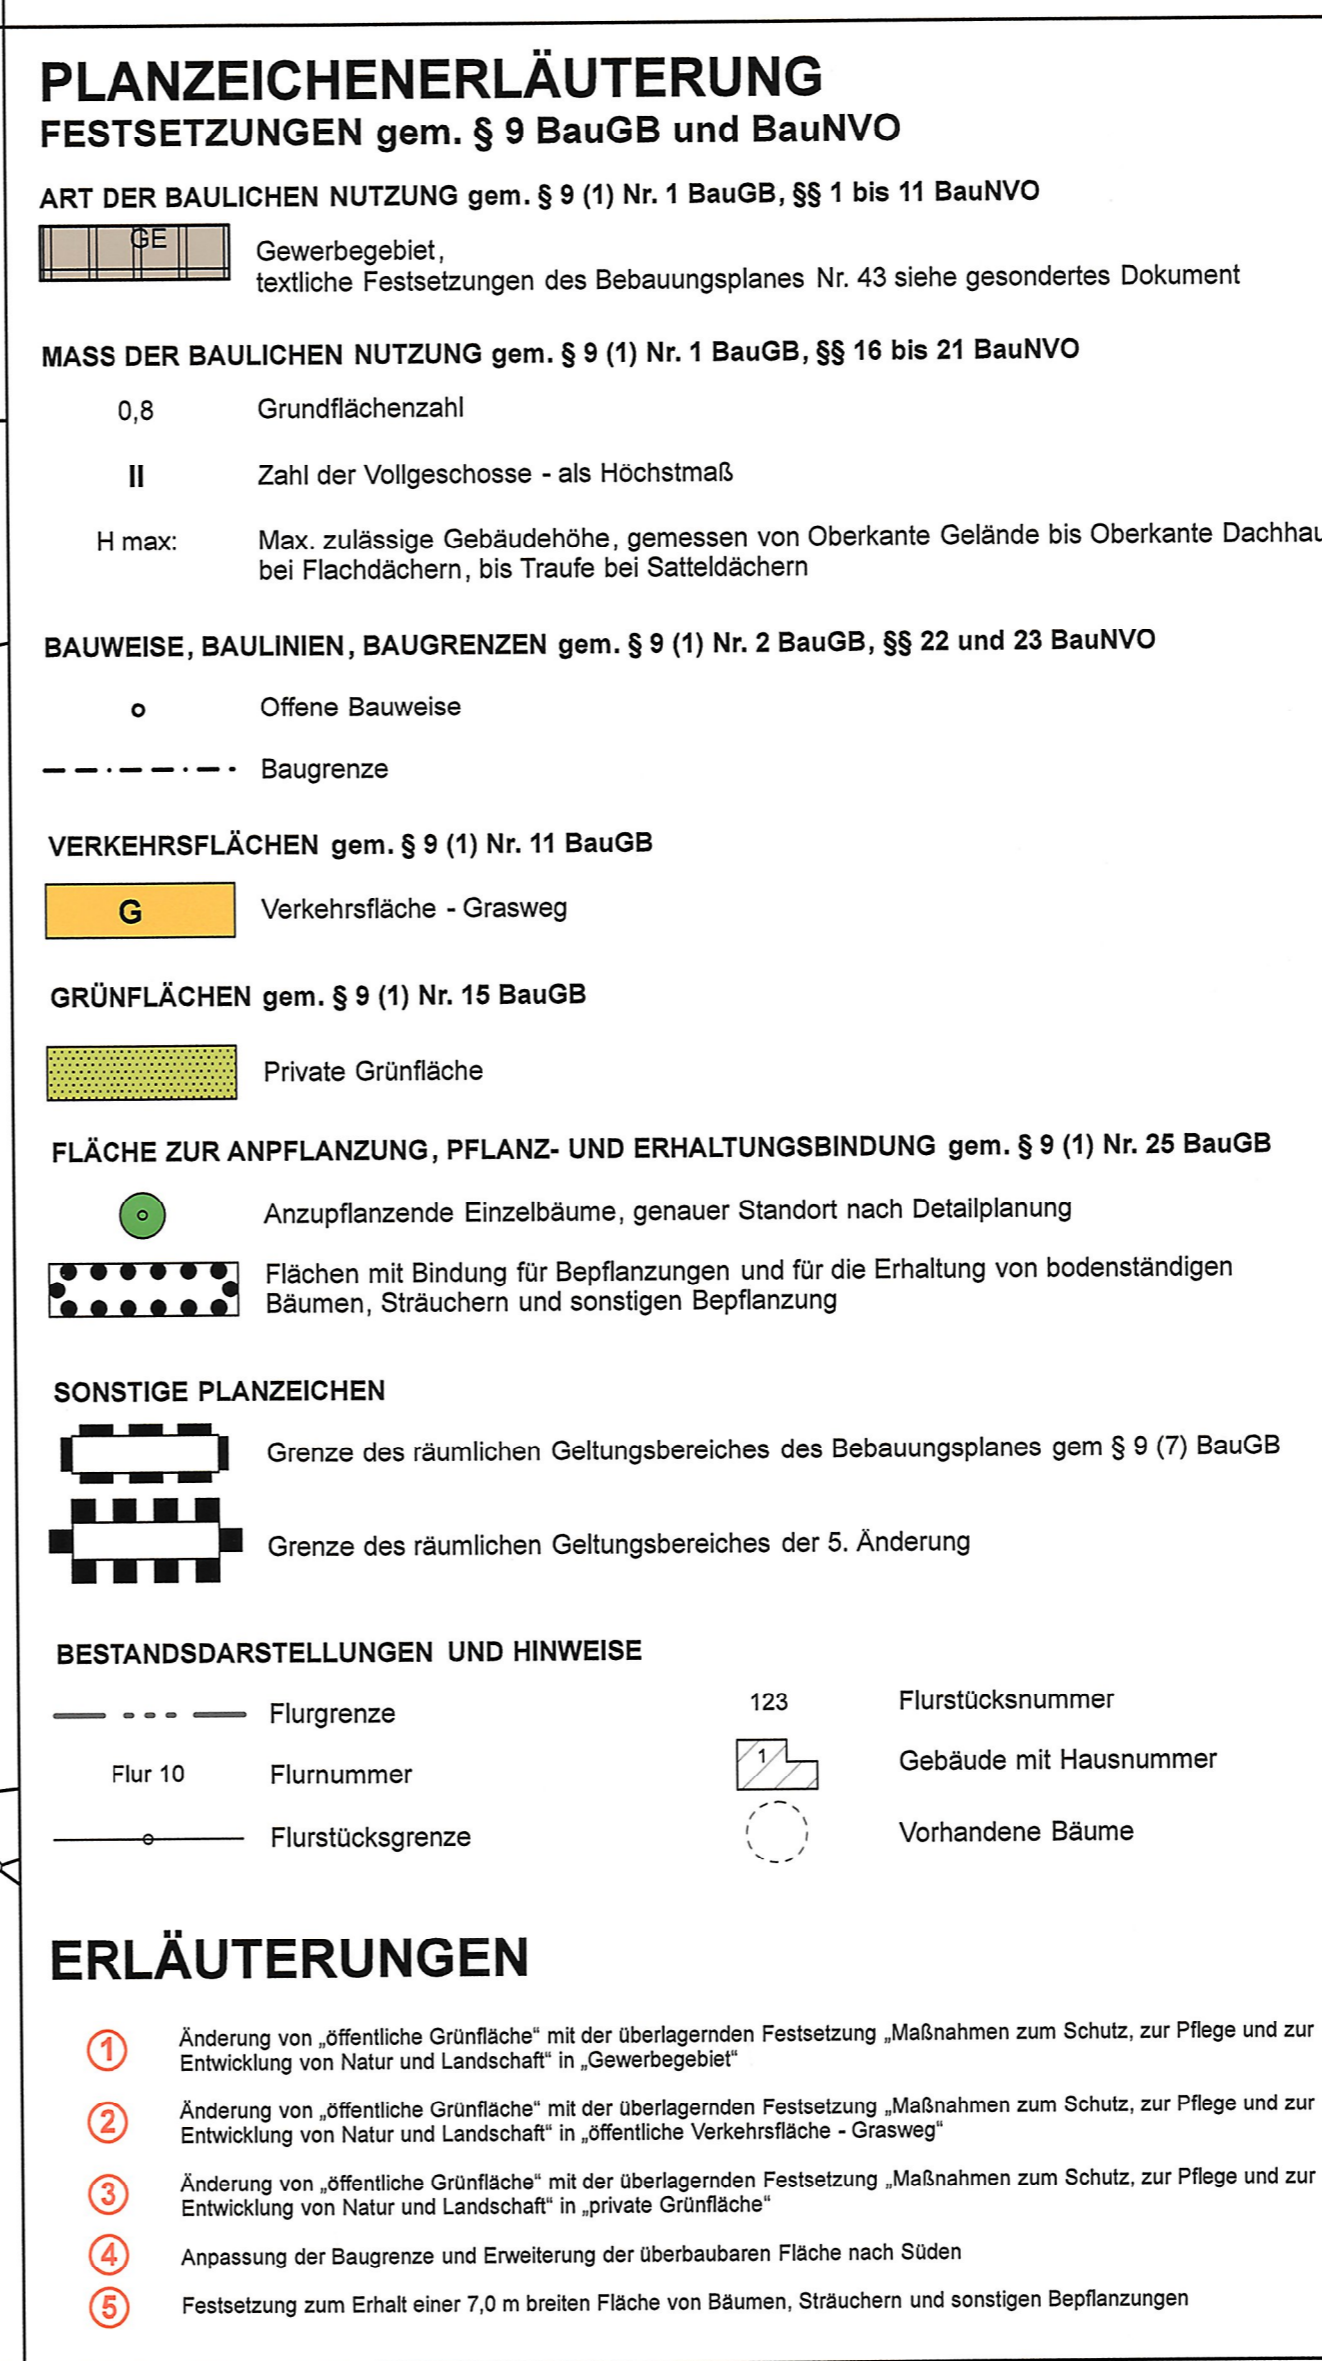 PLANZEICHENERLÄUTERUNG
FESTSETZUNGEN gem. § 9 BauGB und BauNVO
ART DER BAULICHEN NUTZUNG gem. § 9 (1) Nr. 1 BauGB, §§ 1 bis 11 BauNVO
GE
Gewerbegebiet,
textliche Festsetzungen des Bebauungsplanes Nr. 43 siehe gesondertes Dokument
MASS DER BAULICHEN NUTZUNG gem. § 9 (1) Nr. 1 BauGB, §§ 16 bis 21 BauNVO
0,8 Grundflächenzahl
II Zahl der Vollgeschosse - als Höchstmaß
H max: Max. zulässige Gebäudehöhe, gemessen von Oberkante Gelände bis Oberkante Dachhau
bei Flachdächern, bis Traufe bei Satteldächern
BAUWEISE, BAULINIEN, BAUGRENZEN gem. § 9 (1) Nr. 2 BauGB, §§ 22 und 23 BauNVO
o Offene Bauweise
Baugrenze
VERKEHRSFLÄCHEN gem. § 9 (1) Nr. 11 BauGB
G Verkehrsfläche - Grasweg
GRÜNFLÄCHEN gem. § 9 (1) Nr. 15 BauGB
Private Grünfläche
FLÄCHE ZUR ANPFLANZUNG, PFLANZ- UND ERHALTUNGSBINDUNG gem. § 9 (1) Nr. 25 BauGB
Anzupflanzende Einzelbäume, genauer Standort nach Detailplanung
Flächen mit Bindung für Bepflanzungen und für die Erhaltung von bodenständigen
Bäumen, Sträuchern und sonstigen Bepflanzung
SONSTIGE PLANZEICHEN
Grenze des räumlichen Geltungsbereiches des Bebauungsplanes gem § 9 (7) BauGB
Grenze des räumlichen Geltungsbereiches der 5. Änderung
BESTANDSDARSTELLUNGEN UND HINWEISE
Flurgrenze
123 Flurstücksnummer
Flur 10 Flurnummer
1 Gebäude mit Hausnummer
Flurstücksgrenze
Vorhandene Bäume
ERLÄUTERUNGEN
1 Änderung von „öffentliche Grünfläche“ mit der überlagernden Festsetzung „Maßnahmen zum Schutz, zur Pflege und zur
Entwicklung von Natur und Landschaft“ in „Gewerbegebiet“
2 Änderung von „öffentliche Grünfläche“ mit der überlagernden Festsetzung „Maßnahmen zum Schutz, zur Pflege und zur
Entwicklung von Natur und Landschaft“ in „öffentliche Verkehrsfläche - Grasweg“
3 Änderung von „öffentliche Grünfläche“ mit der überlagernden Festsetzung „Maßnahmen zum Schutz, zur Pflege und zur
Entwicklung von Natur und Landschaft“ in „private Grünfläche“
4 Anpassung der Baugrenze und Erweiterung der überbaubaren Fläche nach Süden
5 Festsetzung zum Erhalt einer 7,0 m breiten Fläche von Bäumen, Sträuchern und sonstigen Bepflanzungen